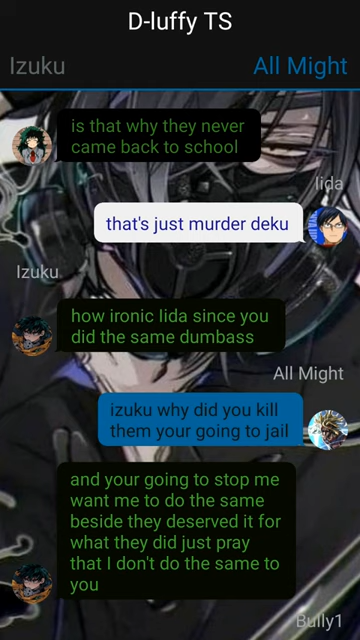 D-luffy TS
Izuku All Might
is that why they never
came back to school
Iida
that's just murder deku
Izuku
how ironic Iida since you
did the same dumbass
All Might
izuku why did you kill
them your going to jail
and your going to stop me
want me to do the same
beside they deserved it for
what they did just pray
that I don't do the same to
you
Bully1